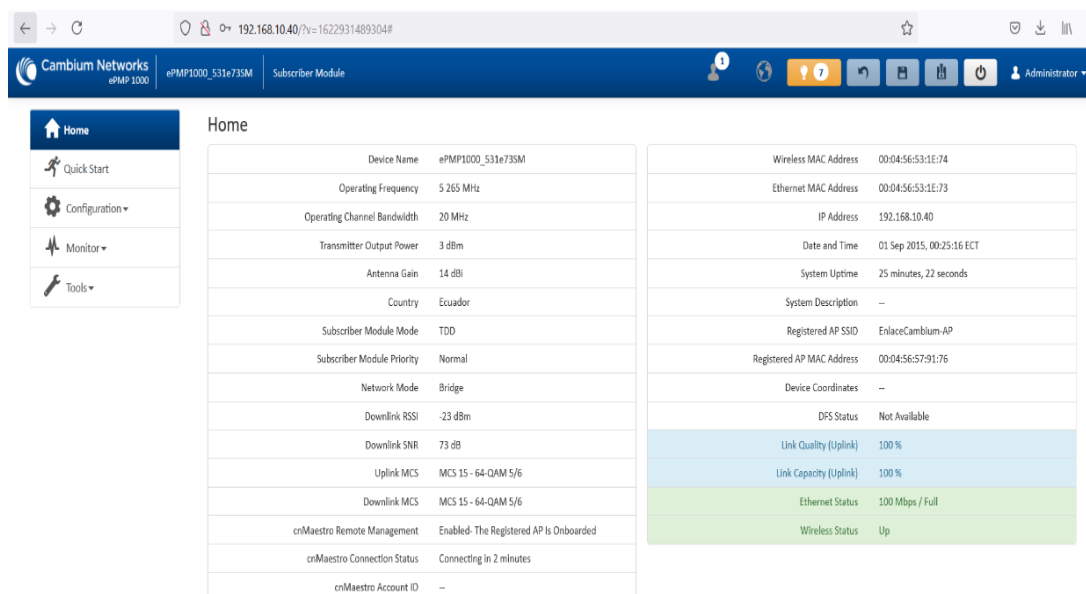 192.168.10.40/?v=1622931489304#
Cambium Networks
ePMP 1000
ePMP1000_531e73SM
Subscriber Module
1
7
Administrator
Home
Quick Start
Configuration
Monitor
Tools
Home
Device Name ePMP1000_531e73SM
Operating Frequency 5 265 MHz
Operating Channel Bandwidth 20 MHz
Transmitter Output Power 3 dBm
Antenna Gain 14 dBi
Country Ecuador
Subscriber Module Mode TDD
Subscriber Module Priority Normal
Network Mode Bridge
Downlink RSSI -23 dBm
Downlink SNR 73 dB
Uplink MCS MCS 15 - 64-QAM 5/6
Downlink MCS MCS 15 - 64-QAM 5/6
cnMaestro Remote Management Enabled- The Registered AP Is Onboarded
cnMaestro Connection Status Connecting in 2 minutes
cnMaestro Account ID --
Wireless MAC Address 00:04:56:53:1E:74
Ethernet MAC Address 00:04:56:53:1E:73
IP Address 192.168.10.40
Date and Time 01 Sep 2015, 00:25:16 ECT
System Uptime 25 minutes, 22 seconds
System Description --
Registered AP SSID EnlaceCambium-AP
Registered AP MAC Address 00:04:56:57:91:76
Device Coordinates --
DFS Status Not Available
Link Quality (Uplink) 100 %
Link Capacity (Uplink) 100 %
Ethernet Status 100 Mbps / Full
Wireless Status Up